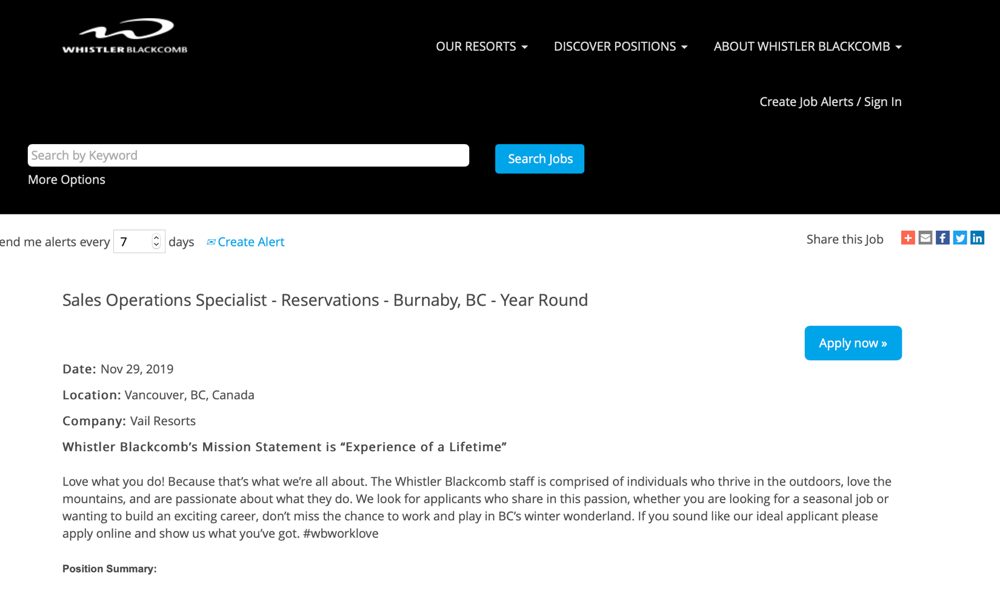 WHISTLERBLACKCOMB
OUR RESORTS DISCOVER POSITIONS ABOUT WHISTLER BLACKCOMB
Create Job Alerts / Sign In
Search by Keyword
Search Jobs
More Options
end me alerts every 7 days Create Alert
Share this Job
Sales Operations Specialist - Reservations - Burnaby, BC - Year Round
Apply now »
Date: Nov 29, 2019
Location: Vancouver, BC, Canada
Company: Vail Resorts
Whistler Blackcomb’s Mission Statement is “Experience of a Lifetime”
Love what you do! Because that’s what we’re all about. The Whistler Blackcomb staff is comprised of individuals who thrive in the outdoors, love the
mountains, and are passionate about what they do. We look for applicants who share in this passion, whether you are looking for a seasonal job or
wanting to build an exciting career, don’t miss the chance to work and play in BC’s winter wonderland. If you sound like our ideal applicant please
apply online and show us what you’ve got. #wbworklove
Position Summary: